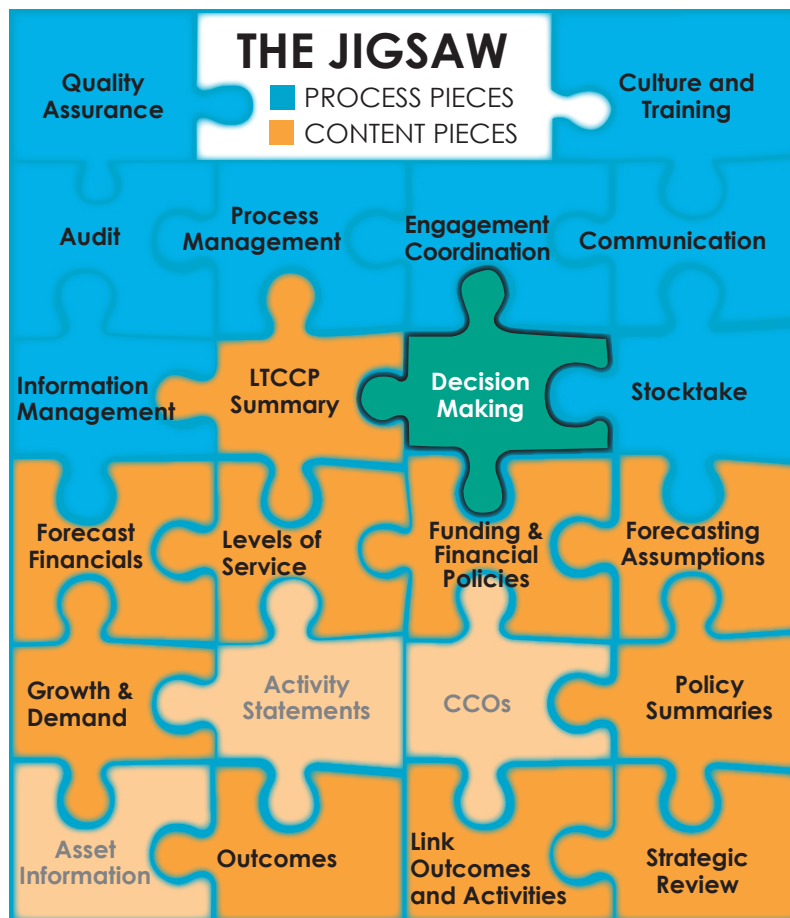 THE JIGSAW
PROCESS PIECES
CONTENT PIECES
Quality
Assurance
Culture and
Training
Audit
Process
Management
Engagement
Coordination
Communication
Information
Management
LTCCP
Summary
Decision
Making
Stocktake
Forecast
Financials
Levels of
Service
Funding &
Financial
Policies
Forecasting
Assumptions
Growth &
Demand
Activity
Statements
CCOs
Policy
Summaries
Asset
Information
Outcomes
Link
Outcomes
and Activities
Strategic
Review